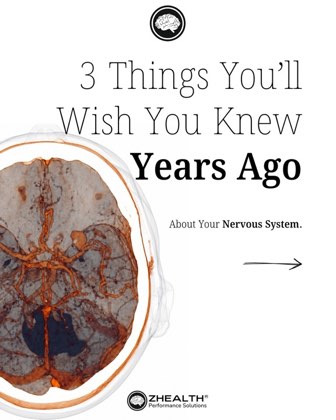 3 Things You'll
Wish You Knew
Years Ago
About Your Nervous System.
ZHEALTH®
Performance Solutions